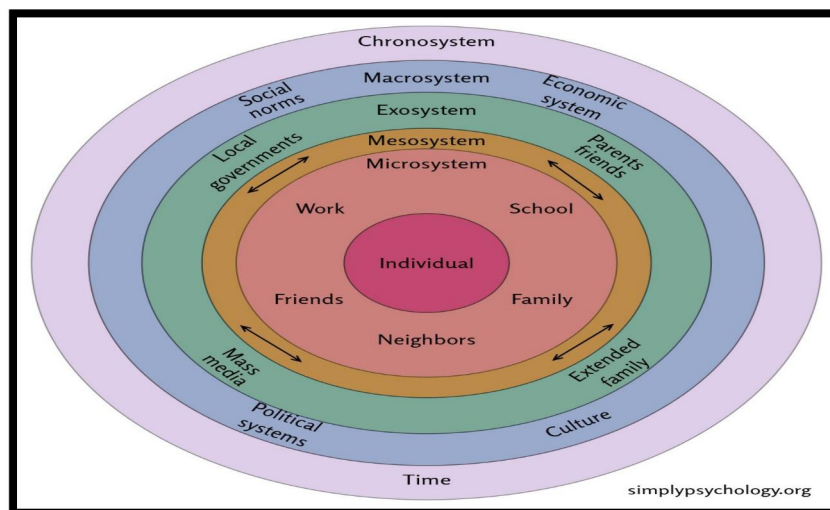 Chronosystem
Macrosystem
Social
norms
Economic
system
Exosystem
Local
governments
Parents
friends
Mesosystem
Microsystem
Work
School
Individual
Friends
Family
Neighbors
Mass
media
Extended
family
Political
systems
Culture
Time
simplypsychology.org